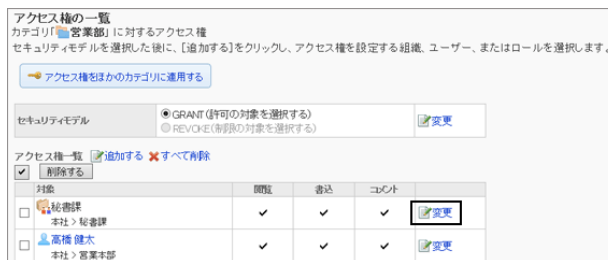 アクセス権の一覧
カテゴリ「営業部」に対するアクセス権
セキュリティモデルを選択した後に、[追加する]をクリックし、アクセス権を設定する組織、ユーザー、またはロールを選択します。
アクセス権をほかのカテゴリに適用する
セキュリティモデル
GRANT(許可の対象を選択する)
REVOKE(制限の対象を選択する)
変更
アクセス権一覧 追加する すべて削除
削除する
対象 閲覧 書込 コメント
秘書課
本社 > 秘書課
変更
高橋 健太
本社 > 営業本部
変更